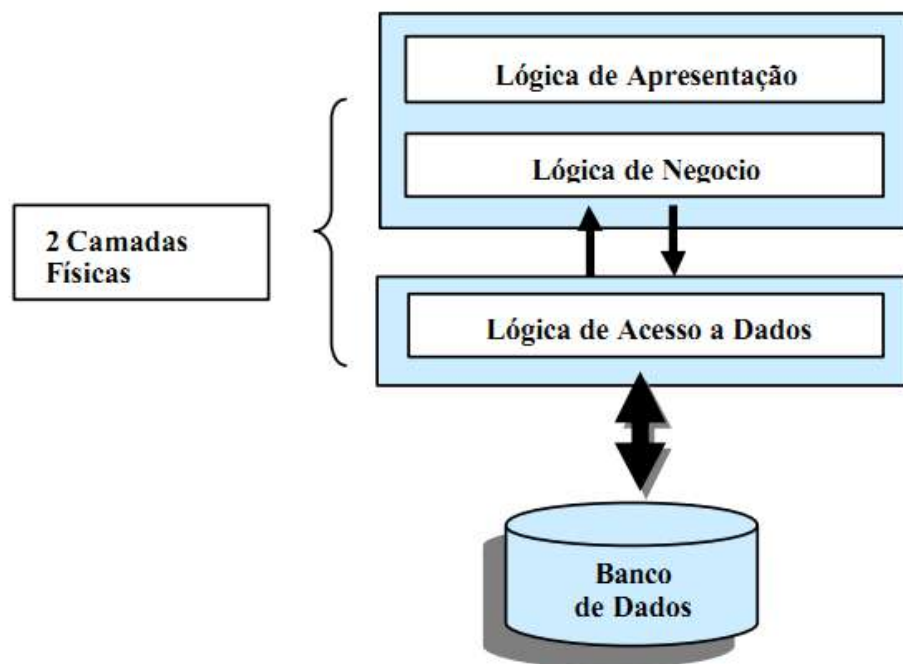 Lógica de Apresentação
Lógica de Negocio
2 Camadas
Físicas
Lógica de Acesso a Dados
Banco
de Dados